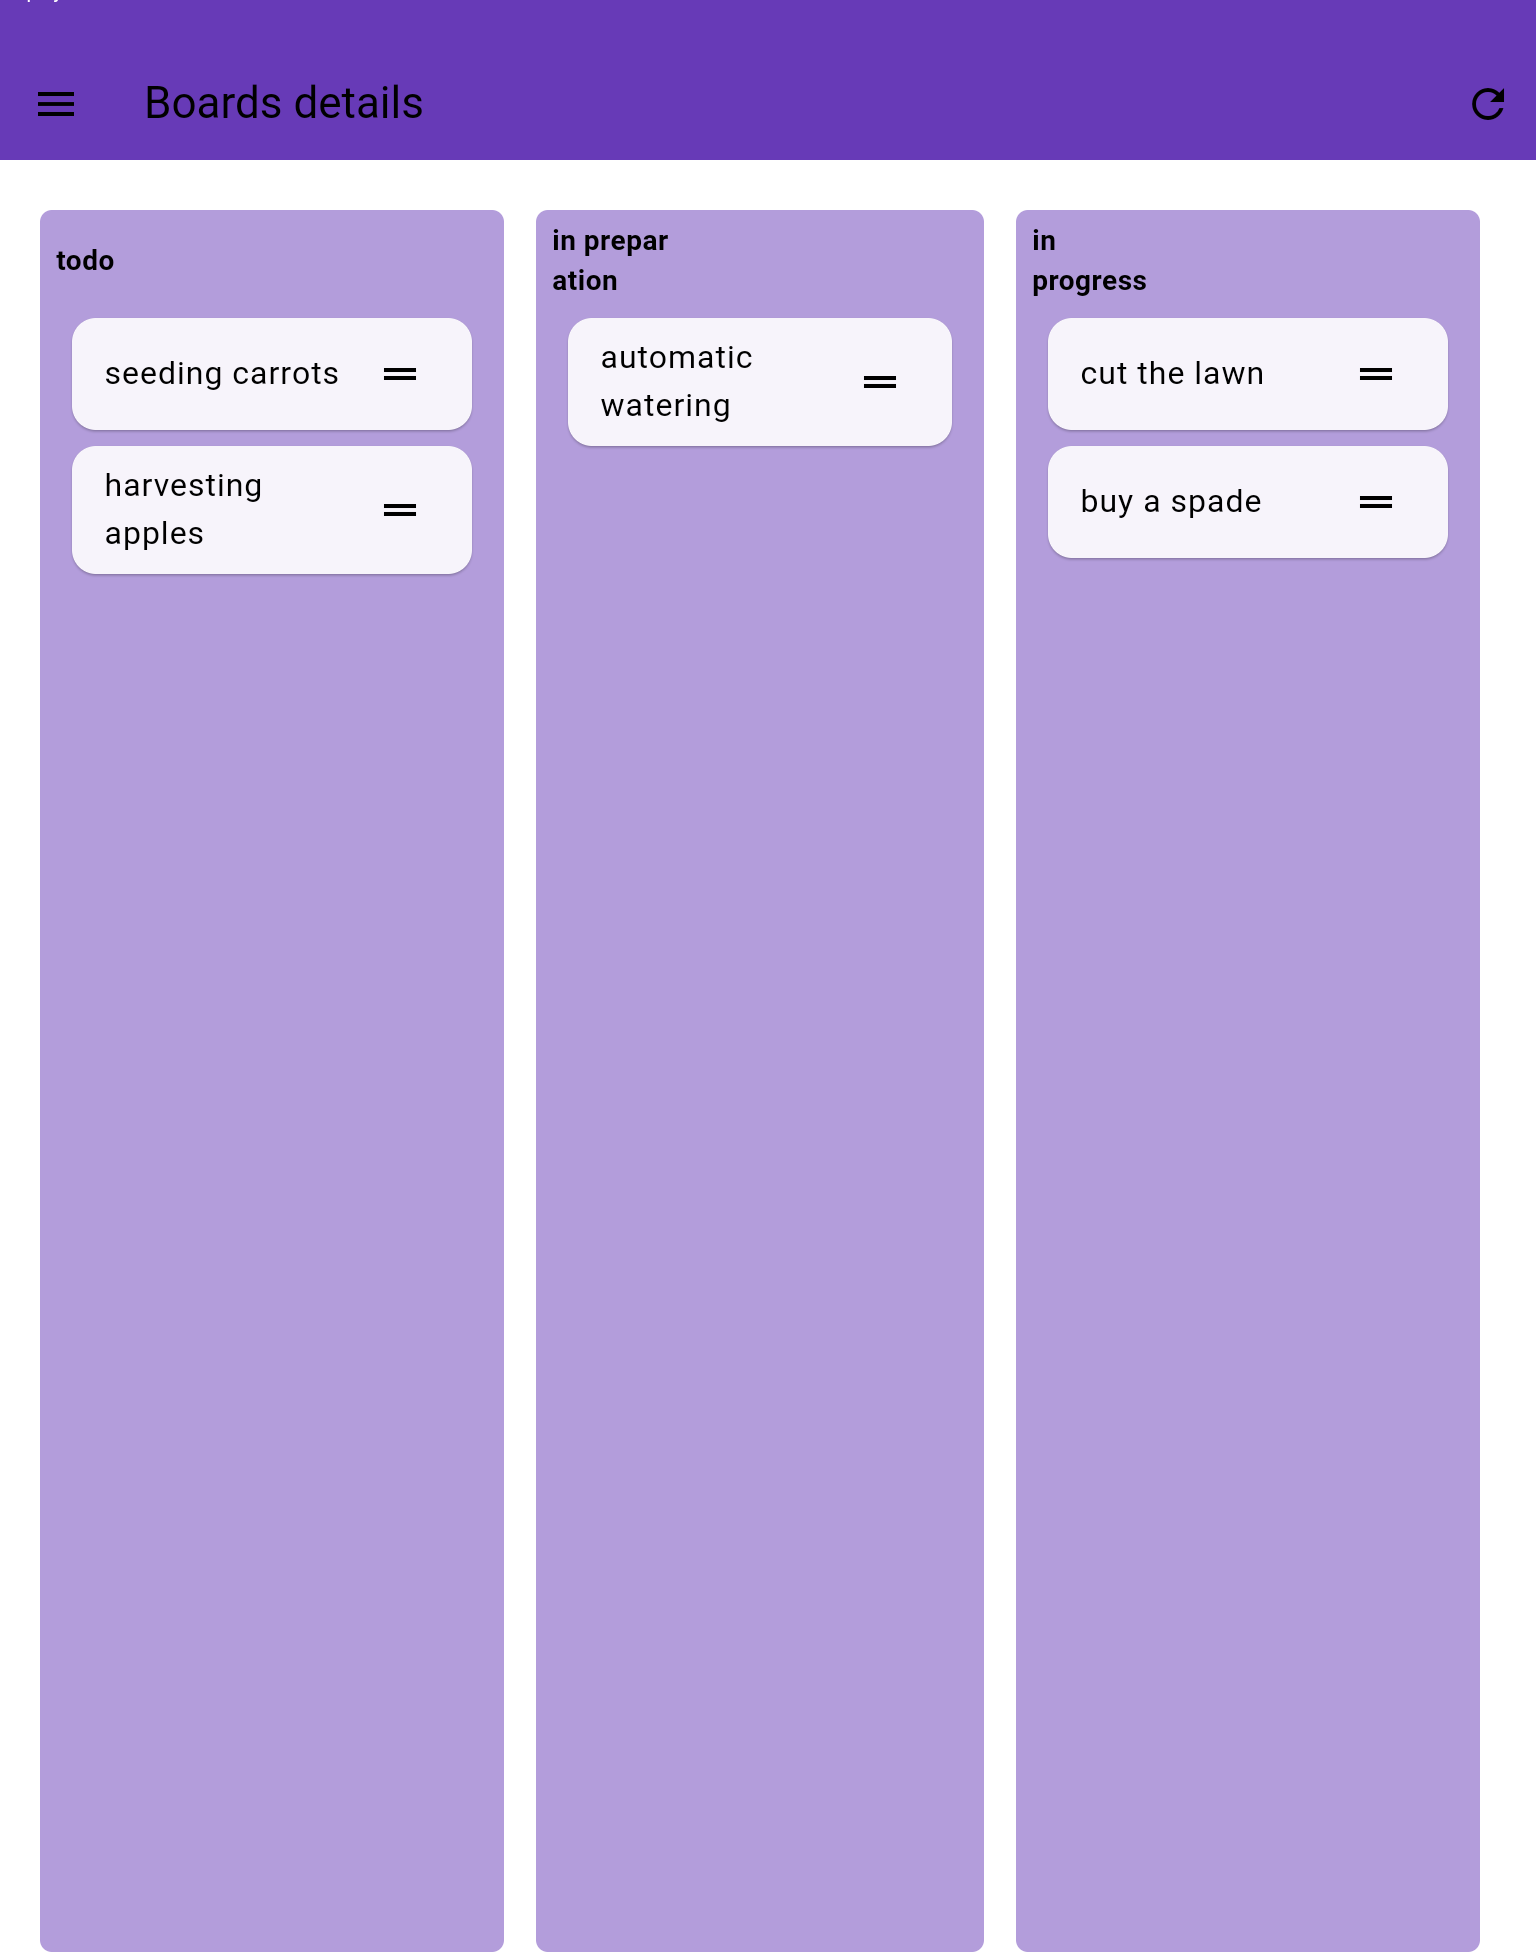 Boards details
todo
seeding carrots
harvesting
apples
in prepar
ation
automatic
watering
in
progress
cut the lawn
buy a spade